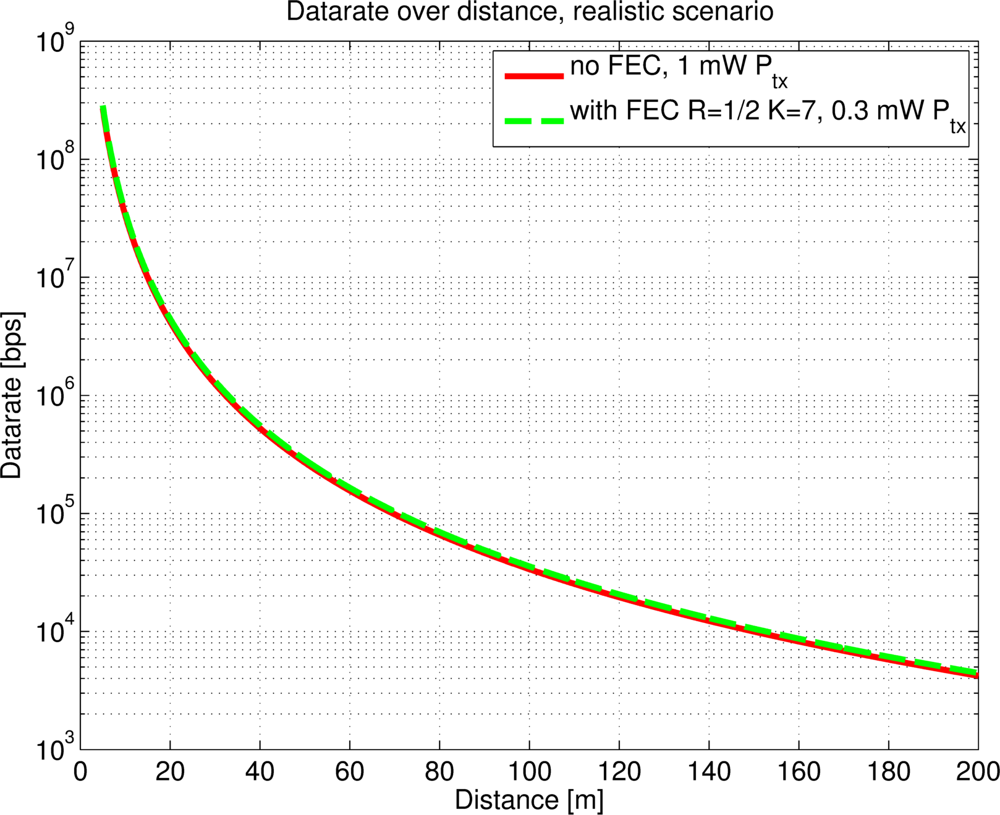 Datarate over distance, realistic scenario
no FEC, 1 mW P_tx
with FEC R=1/2 K=7, 0.3 mW P_tx
10^9
10^8
10^7
10^6
10^5
10^4
10^3
Datarate [bps]
0 20 40 60 80 100 120 140 160 180 200
Distance [m]